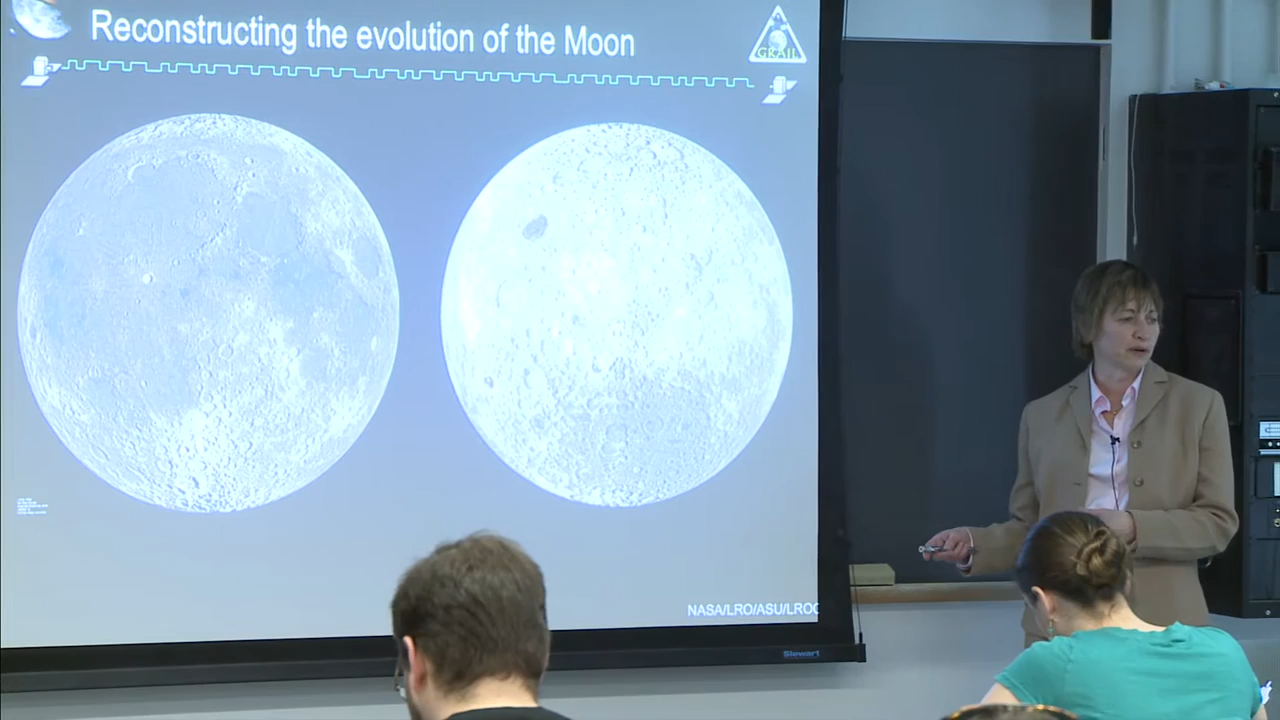 Reconstructing the evolution of the Moon
GRAIL
NASA/LRO/ASU/LROC
Stewart